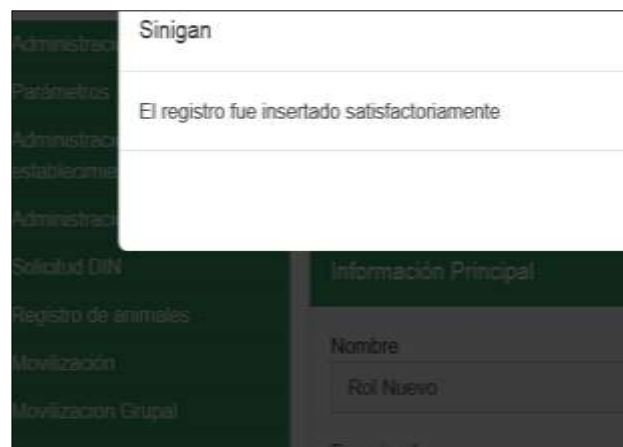 Sinigan
El registro fue insertado satisfactoriamente
Parámetros
Solicitud DIN
Registro de animales
Movilización
Movilizacion Grupal
Información Principal
Nombre
Rol Nuevo